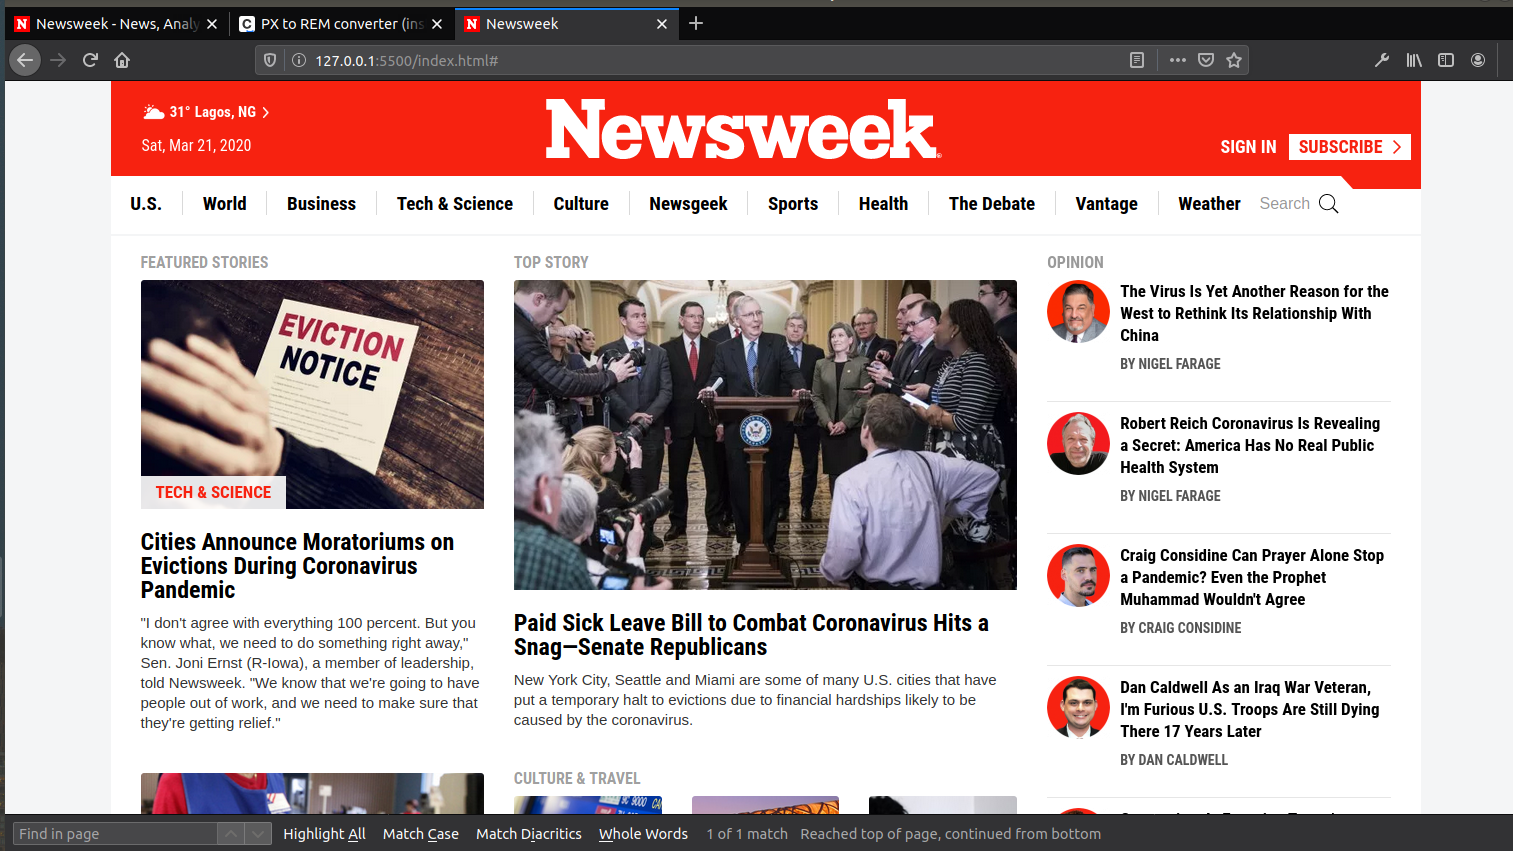 Newsweek - News, Analy
PX to REM converter (ins
Newsweek
127.0.0.1:5500/index.html#
31° Lagos, NG
Sat, Mar 21, 2020
Newsweek
SIGN IN
SUBSCRIBE
U.S.
World
Business
Tech & Science
Culture
Newsgeek
Sports
Health
The Debate
Vantage
Weather
Search
FEATURED STORIES
EVICTION
NOTICE
TECH & SCIENCE
Cities Announce Moratoriums on
Evictions During Coronavirus
Pandemic
"I don't agree with everything 100 percent. But you
know what, we need to do something right away,"
Sen. Joni Ernst (R-Iowa), a member of leadership,
told Newsweek. "We know that we're going to have
people out of work, and we need to make sure that
they're getting relief."
TOP STORY
Paid Sick Leave Bill to Combat Coronavirus Hits a
Snag—Senate Republicans
New York City, Seattle and Miami are some of many U.S. cities that have
put a temporary halt to evictions due to financial hardships likely to be
caused by the coronavirus.
CULTURE & TRAVEL
OPINION
The Virus Is Yet Another Reason for the
West to Rethink Its Relationship With
China
BY NIGEL FARAGE
Robert Reich Coronavirus Is Revealing
a Secret: America Has No Real Public
Health System
BY NIGEL FARAGE
Craig Considine Can Prayer Alone Stop
a Pandemic? Even the Prophet
Muhammad Wouldn't Agree
BY CRAIG CONSIDINE
Dan Caldwell As an Iraq War Veteran,
I'm Furious U.S. Troops Are Still Dying
There 17 Years Later
BY DAN CALDWELL
Find in page
Highlight All
Match Case
Match Diacritics
Whole Words
1 of 1 match
Reached top of page, continued from bottom